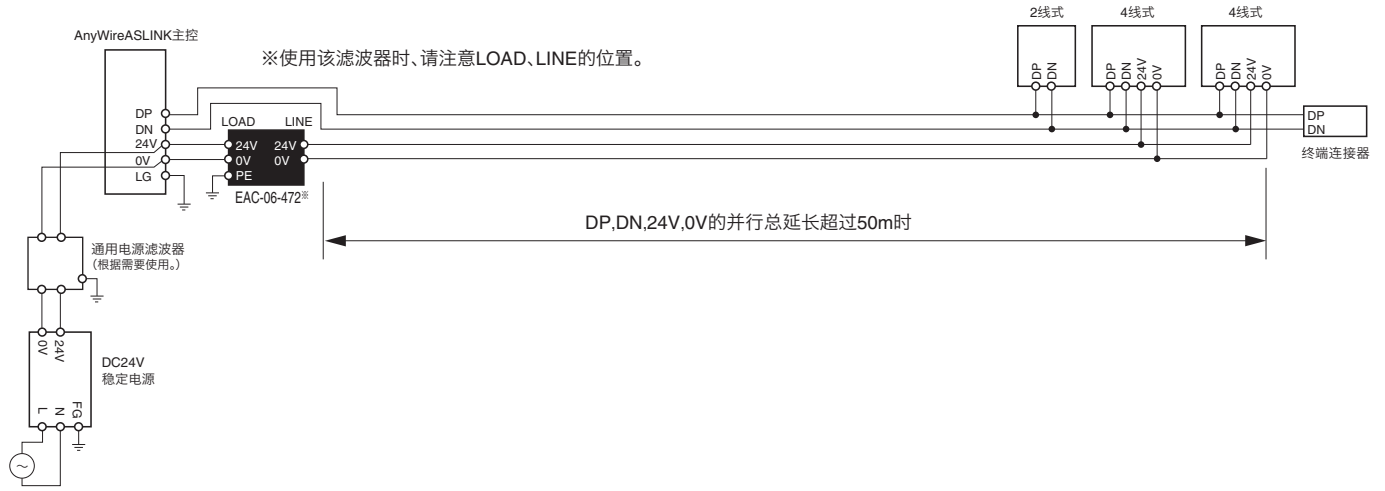 2线式
4线式
4线式
AnyWireASLINK主控
※使用该滤波器时、请注意LOAD、LINE的位置。
DP
DN
DP
DN
24V
0V
DP
DN
24V
0V
DP
DN
24V
0V
LG
LOAD
LINE
24V
24V
0V
0V
PE
EAC-06-472※
DP
DN
终端连接器
DP,DN,24V,0V的并行总延长超过50m时
通用电源滤波器
（根据需要使用。）
0V
24V
DC24V
稳定电源
L
N
FG